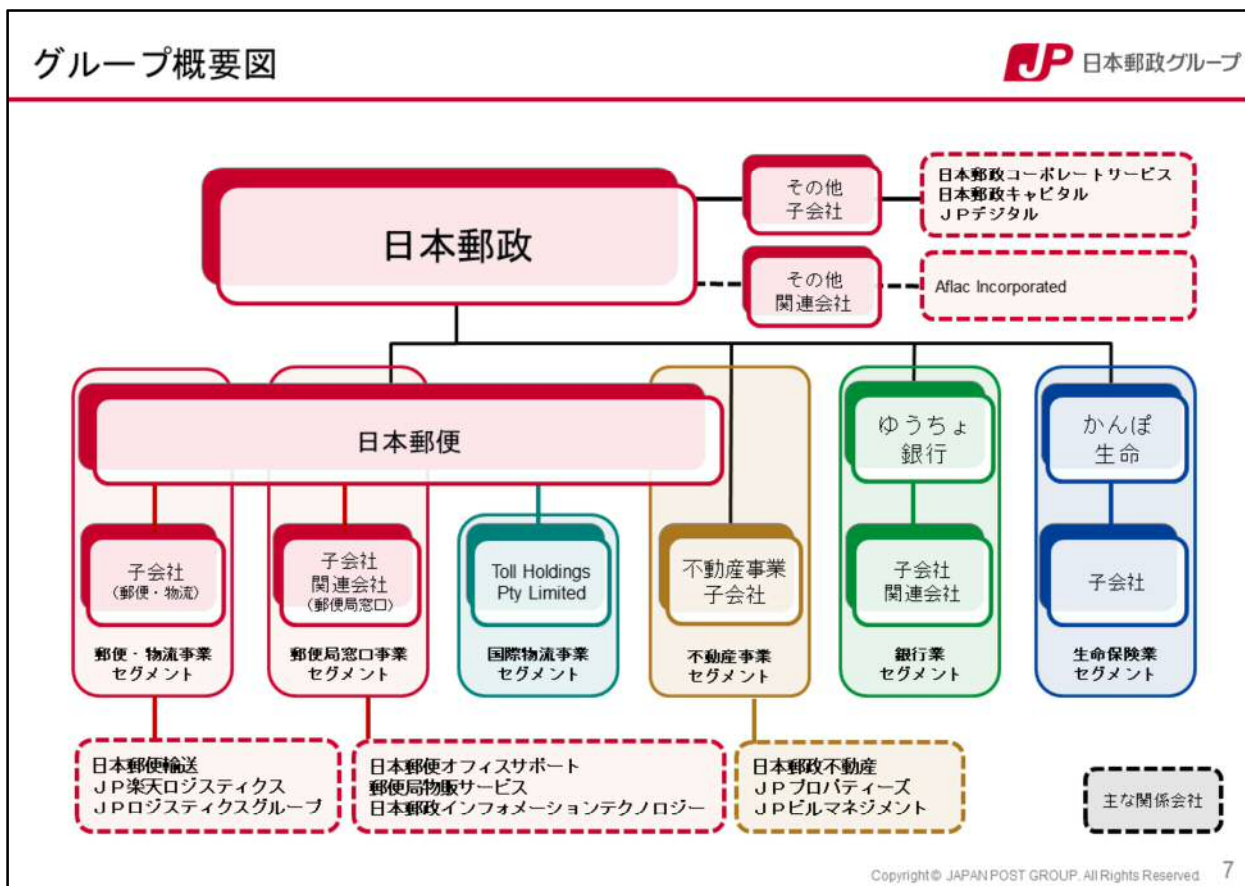 グループ概要図
JP 日本郵政グループ
日本郵政
その他
子会社
日本郵政コーポレートサービス
日本郵政キャピタル
JPデジタル
その他
関連会社
Aflac Incorporated
日本郵便
ゆうちょ
銀行
かんぽ
生命
子会社
(郵便・物流)
子会社
関連会社
(郵便局窓口)
Toll Holdings
Pty Limited
不動産事業
子会社
子会社
関連会社
子会社
郵便・物流事業
セグメント
郵便局窓口事業
セグメント
国際物流事業
セグメント
不動産事業
セグメント
銀行業
セグメント
生命保険業
セグメント
日本郵便輸送
JP楽天ロジスティクス
JPロジスティクスグループ
日本郵便オフィスサポート
郵便局物販サービス
日本郵政インフォメーションテクノロジー
日本郵政不動産
JPプロパティーズ
JPビルマネジメント
主な関係会社
Copyright© JAPAN POST GROUP. All Rights Reserved. 7